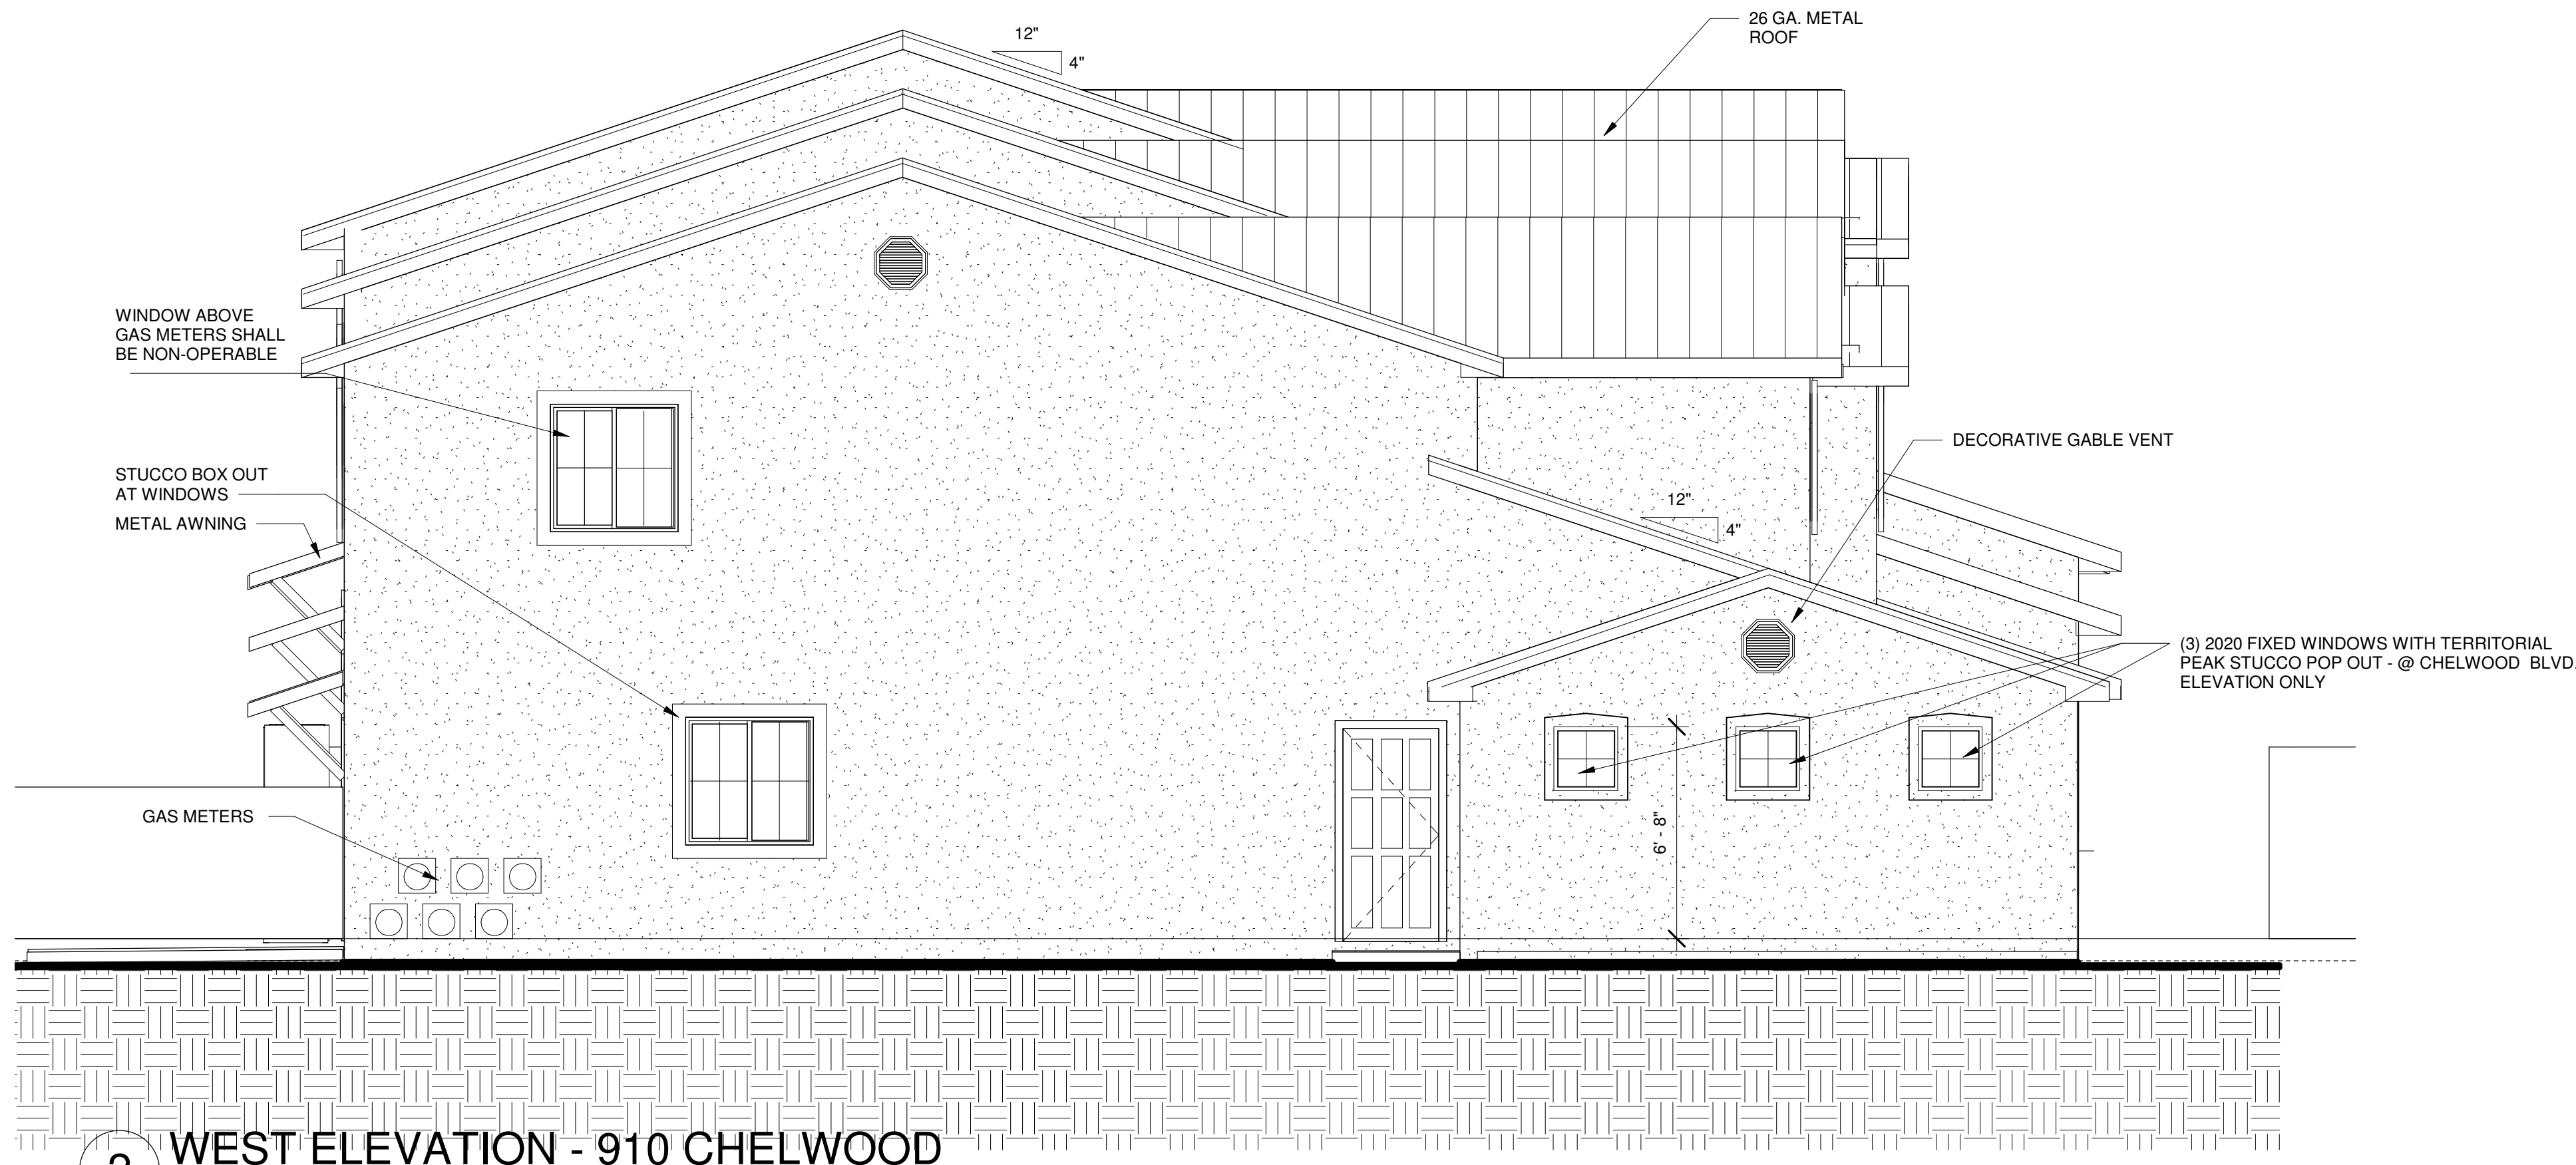 12"
4"
26 GA. METAL
ROOF
WINDOW ABOVE
GAS METERS SHALL
BE NON-OPERABLE
STUCCO BOX OUT
AT WINDOWS
METAL AWNING
GAS METERS
DECORATIVE GABLE VENT
12"
4"
(3) 2020 FIXED WINDOWS WITH TERRITORIAL
PEAK STUCCO POP OUT - @ CHELWOOD BLVD.
ELEVATION ONLY
6' - 8"
WEST ELEVATION - 910 CHELWOOD